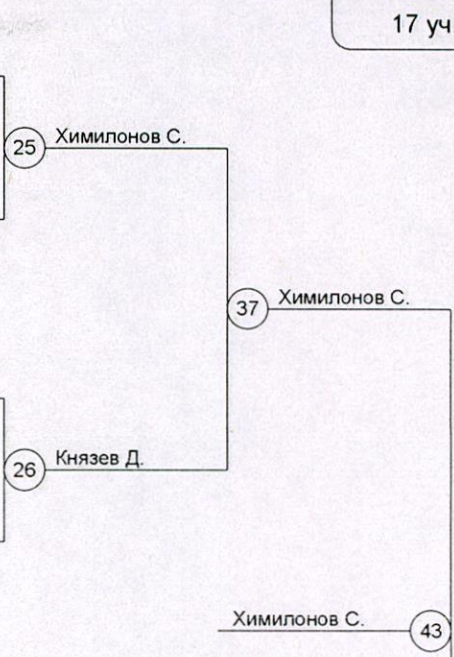 17 уч
25 Химилонов С.
37 Химилонов С.
26 Князев Д.
Химилонов С. 43